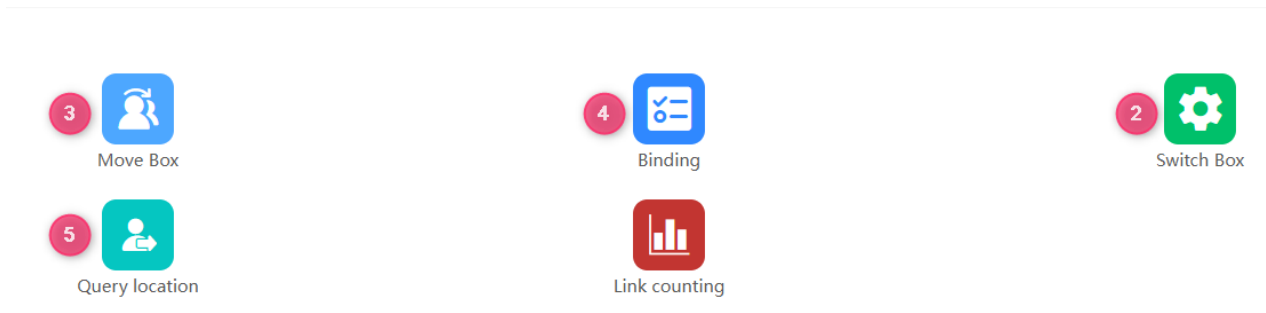 3
4
2
Move Box
Binding
Switch Box
5
Query location
Link counting